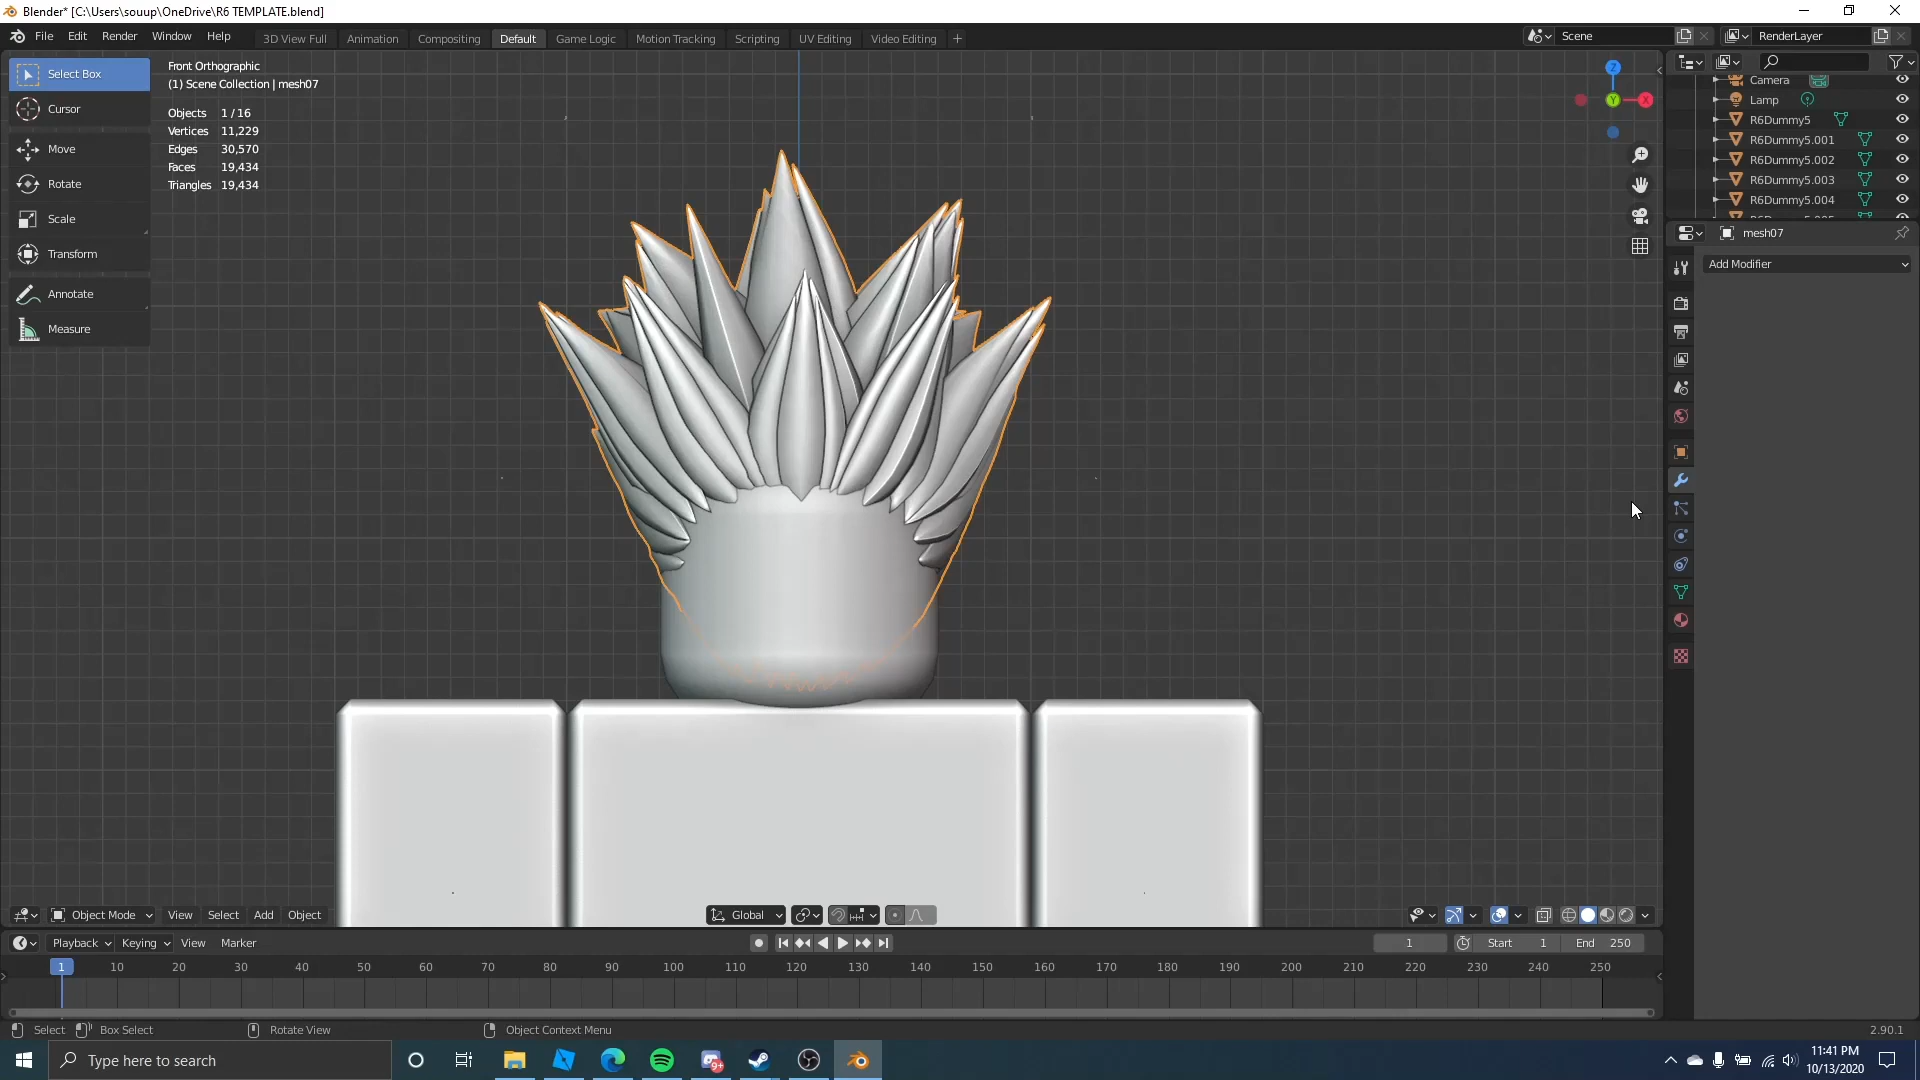 Blender* [C:\Users\souup\OneDrive\R6 TEMPLATE.blend]
File Edit Render Window Help 3D View Full Animation Compositing Default Game Logic Motion Tracking Scripting UV Editing Video Editing + Scene RenderLayer
Select Box
Cursor
Move
Rotate
Scale
Transform
Annotate
Measure
Front Orthographic
(1) Scene Collection | mesh07
Objects 1 / 16
Vertices 11,229
Edges 30,570
Faces 19,434
Triangles 19,434
Z
Y
X
Camera
Lamp
R6Dummy5
R6Dummy5.001
R6Dummy5.002
R6Dummy5.003
R6Dummy5.004
mesh07
Add Modifier
Object Mode View Select Add Object Global
Playback Keying View Marker 1 Start 1 End 250
1 10 20 30 40 50 60 70 80 90 100 110 120 130 140 150 160 170 180 190 200 210 220 230 240 250
Select Box Select Rotate View Object Context Menu 2.90.1
Type here to search
9+
11:41 PM
10/13/2020